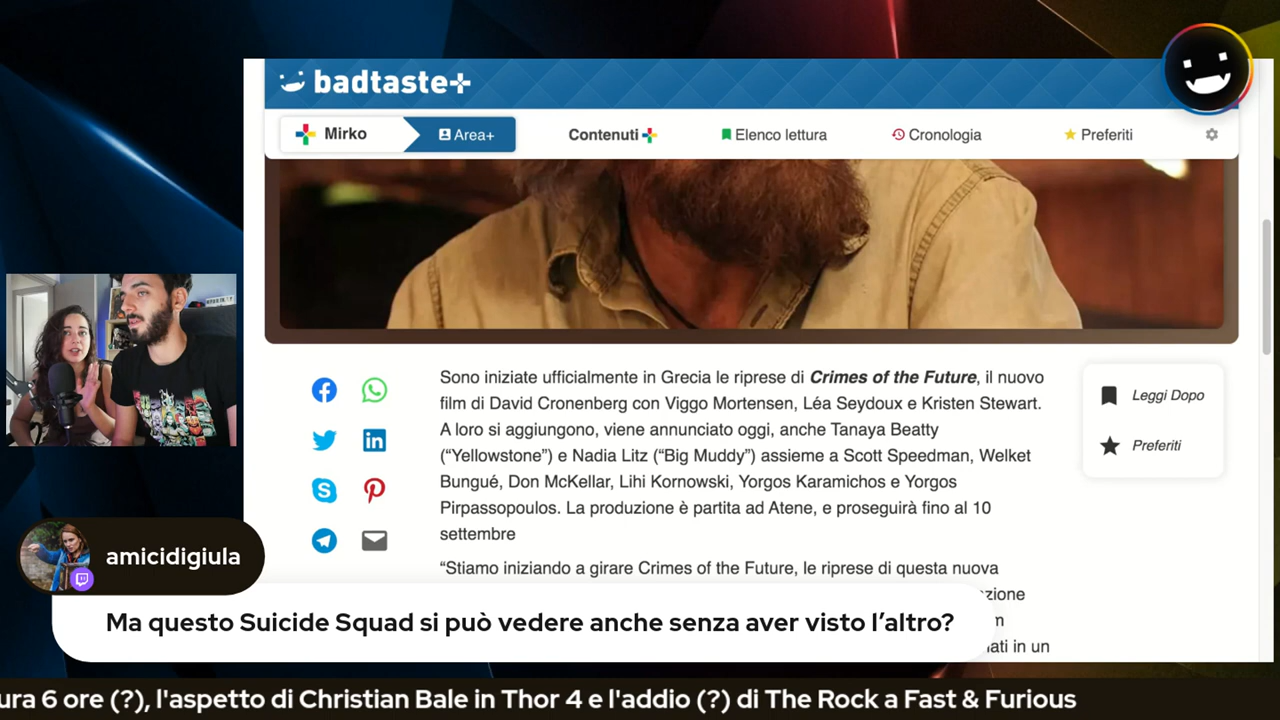 badtaste+
Mirko
Area+
Contenuti
Elenco lettura
Cronologia
Preferiti
Sono iniziate ufficialmente in Grecia le riprese di Crimes of the Future, il nuovo
film di David Cronenberg con Viggo Mortensen, Léa Seydoux e Kristen Stewart.
A loro si aggiungono, viene annunciato oggi, anche Tanaya Beatty
(“Yellowstone”) e Nadia Litz (“Big Muddy”) assieme a Scott Speedman, Welket
Bungué, Don McKellar, Lihi Kornowski, Yorgos Karamichos e Yorgos
Pirpassopoulos. La produzione è partita ad Atene, e proseguirà fino al 10
settembre
“Stiamo iniziando a girare Crimes of the Future, le riprese di questa nuova
zione
m
ati in un
Leggi Dopo
Preferiti
amicidigiula
Ma questo Suicide Squad si può vedere anche senza aver visto l’altro?
ura 6 ore (?), l'aspetto di Christian Bale in Thor 4 e l'addio (?) di The Rock a Fast & Furious